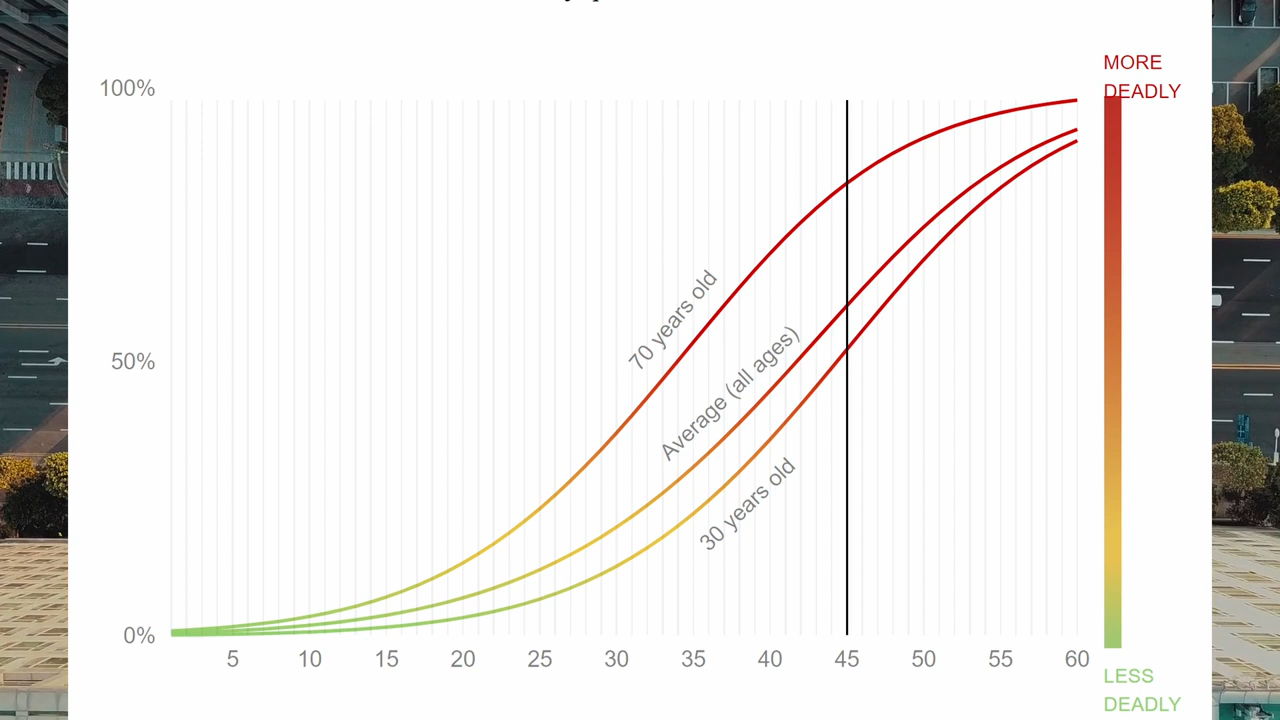 MORE
DEADLY
100%
70 years old
50%
Average (all ages)
30 years old
0%
5 10 15 20 25 30 35 40 45 50 55 60
LESS
DEADLY